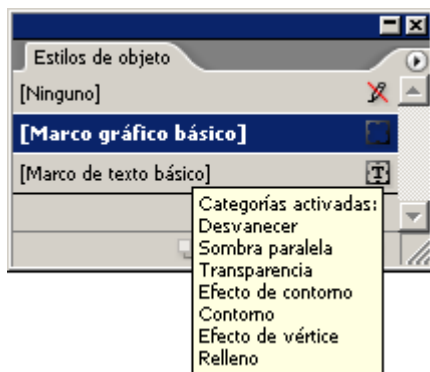 Estilos de objeto
[Ninguno]
[Marco gráfico básico]
[Marco de texto básico]
T
Categorías activadas:
Desvanecer
Sombra paralela
Transparencia
Efecto de contorno
Contorno
Efecto de vértice
Relleno